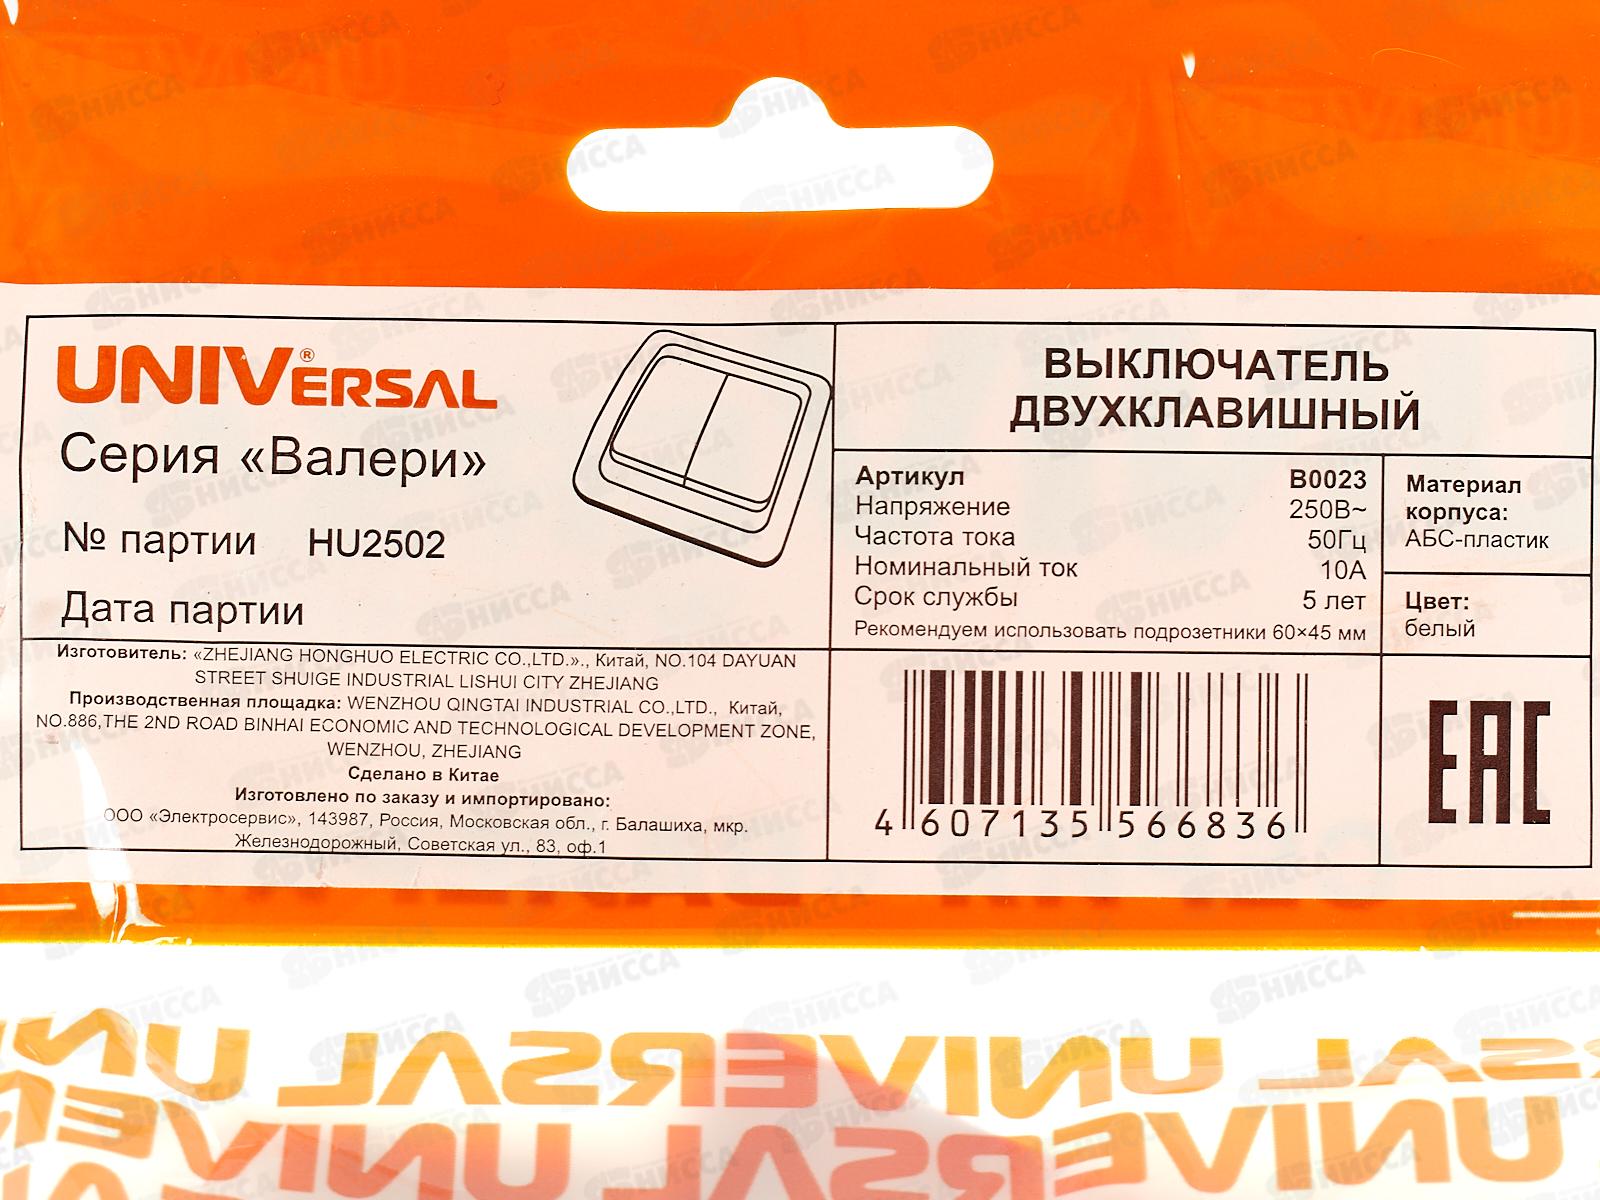 UNIVERSAL®
Серия «Валери»
№ партии HU2502
Дата партии
ВЫКЛЮЧАТЕЛЬ
ДВУХКЛАВИШНЫЙ
Артикул B0023
Напряжение 250В~
Частота тока 50Гц
Номинальный ток 10А
Срок службы 5 лет
Рекомендуем использовать подрозетники 60×45 мм
Материал
корпуса:
АБС-пластик
Цвет:
белый
Изготовитель: «ZHEJIANG HONGHUO ELECTRIC CO.,LTD.»., Китай, NO.104 DAYUAN
STREET SHUIGE INDUSTRIAL LISHUI CITY ZHEJIANG
Производственная площадка: WENZHOU QINGTAI INDUSTRIAL CO.,LTD., Китай,
NO.886,THE 2ND ROAD BINHAI ECONOMIC AND TECHNOLOGICAL DEVELOPMENT ZONE,
WENZHOU, ZHEJIANG
Сделано в Китае
Изготовлено по заказу и импортировано:
ООО «Электросервис», 143987, Россия, Московская обл., г. Балашиха, мкр.
Железнодорожный, Советская ул., 83, оф.1
4 607135 566836
EAC
НИССА
UNIVERSAL
UNIVERSAL